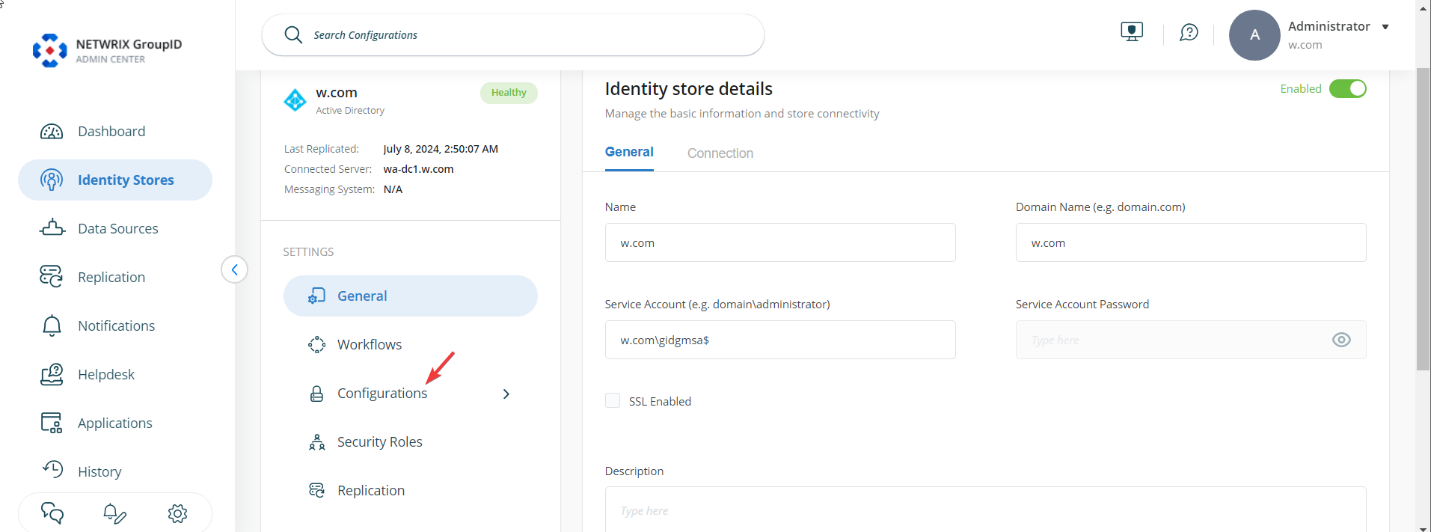 NETWRIX GroupID
ADMIN CENTER
Dashboard
Identity Stores
Data Sources
Replication
Notifications
Helpdesk
Applications
History
Search Configurations
A
Administrator
w.com
w.com
Active Directory
Healthy
Last Replicated: July 8, 2024, 2:50:07 AM
Connected Server: wa-dc1.w.com
Messaging System: N/A
SETTINGS
General
Workflows
Configurations
Security Roles
Replication
Identity store details
Enabled
Manage the basic information and store connectivity
General Connection
Name
w.com
Domain Name (e.g. domain.com)
w.com
Service Account (e.g. domain\administrator)
w.com\gidgmsa$
Service Account Password
Type here
SSL Enabled
Description
Type here